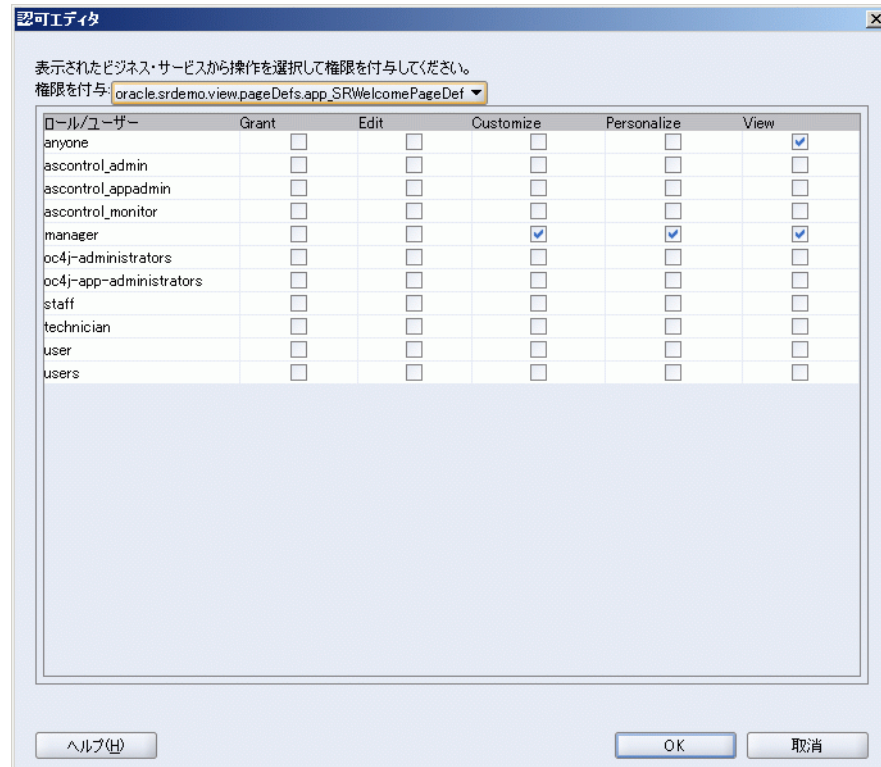 認可エディタ
表示されたビジネス・サービスから操作を選択して権限を付与してください。
権限を付与: oracle.srdemo.view.pageDefs.app_SRWelcomePageDef
ロール/ユーザー Grant Edit Customize Personalize View
anyone
ascontrol_admin
ascontrol_appadmin
ascontrol_monitor
manager
oc4j-administrators
oc4j-app-administrators
staff
technician
user
users
ヘルプ(H) OK 取消